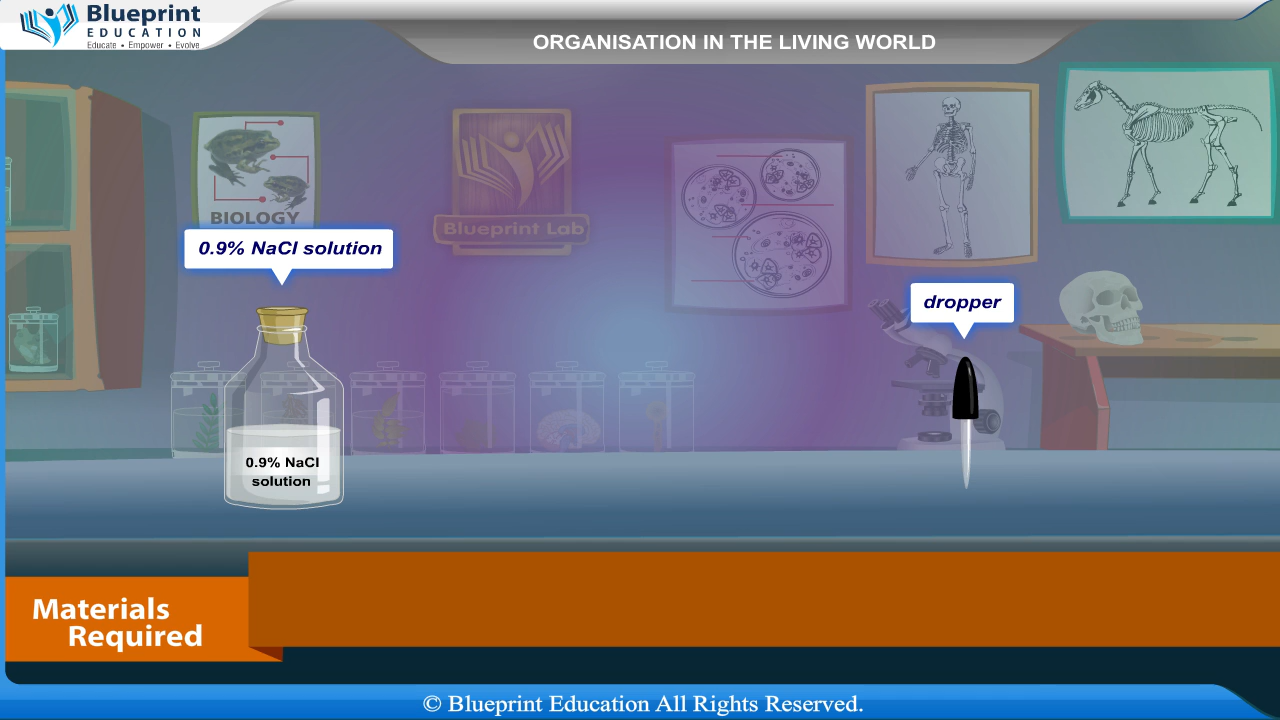 Blueprint
EDUCATION
Educate • Empower • Evolve
ORGANISATION IN THE LIVING WORLD
BIOLOGY
Blueprint Lab
0.9% NaCl solution
dropper
0.9% NaCl
solution
Materials
Required
© Blueprint Education All Rights Reserved.